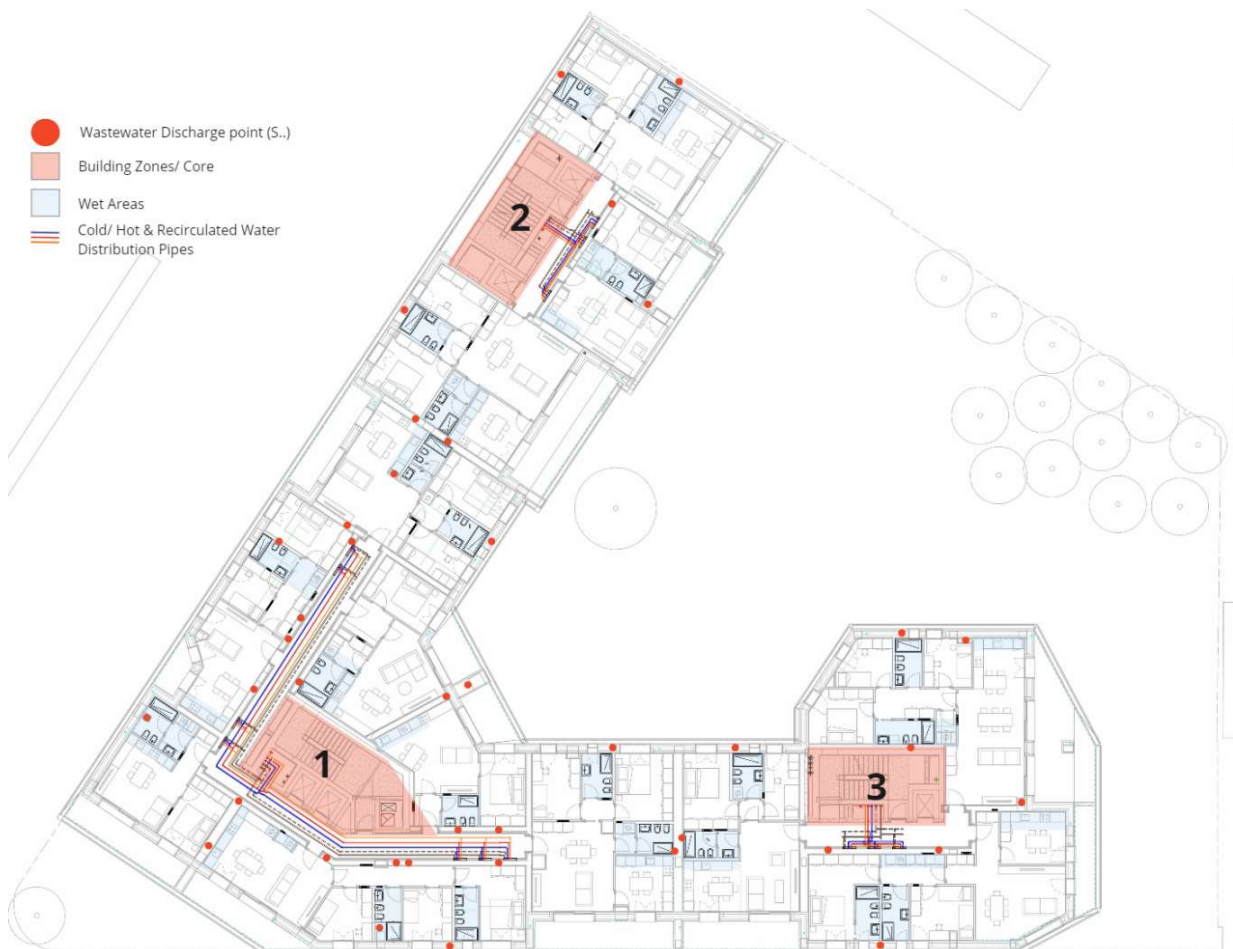 Wastewater Discharge point (S..)
Building Zones/ Core
Wet Areas
Cold/ Hot & Recirculated Water
Distribution Pipes
2
1
3